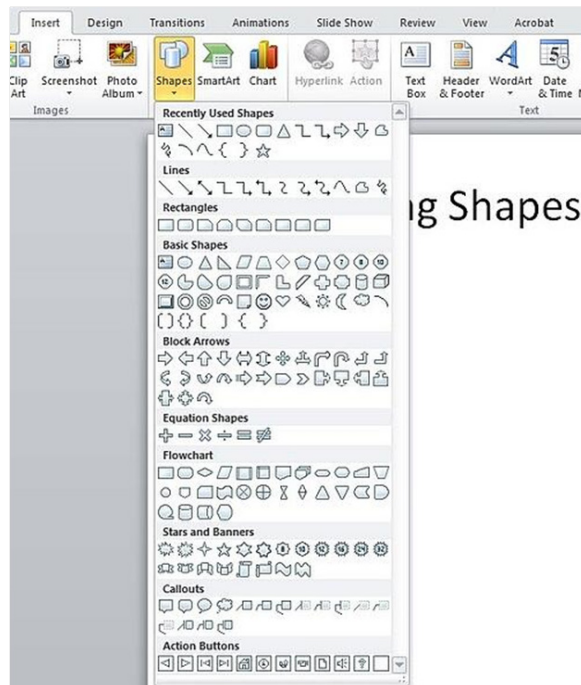 Insert Design Transitions Animations Slide Show Review View Acrobat
Clip Art
Screenshot
Photo Album
Shapes
SmartArt
Chart
Hyperlink
Action
Text Box
Header & Footer
WordArt
Date & Time
Images
Text
ng Shapes
Recently Used Shapes
Lines
Rectangles
Basic Shapes
Block Arrows
Equation Shapes
Flowchart
Stars and Banners
Callouts
Action Buttons